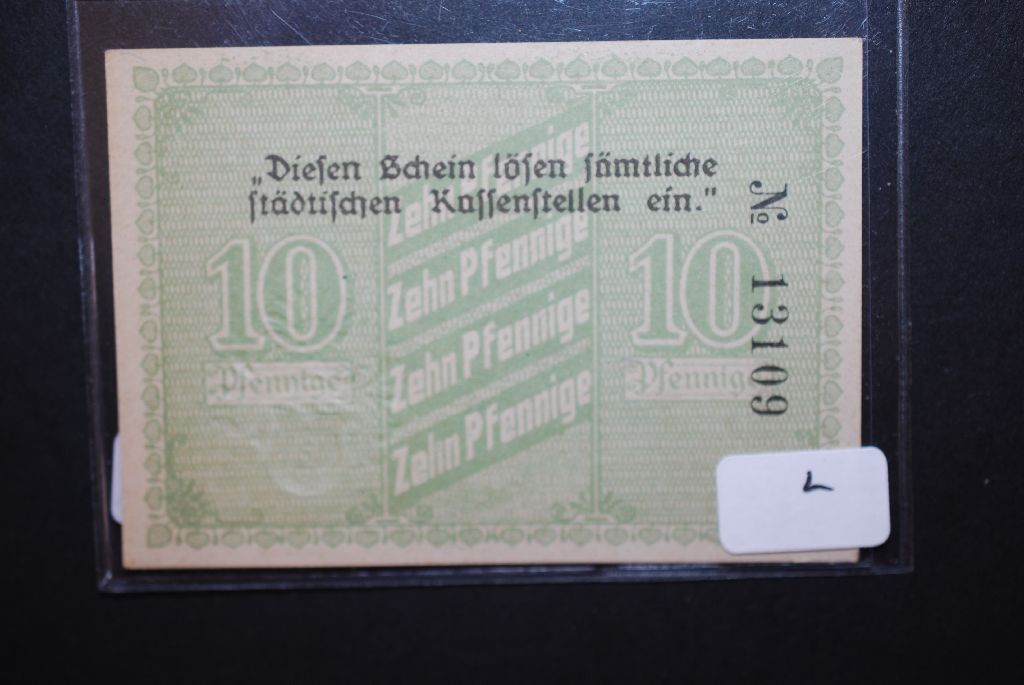 „Diesen Schein lösen sämtliche
städtischen Kassenstellen ein."
Zehn Pfennige
Zehn Pfennige
Zehn Pfennige
Zehn Pfennige
10
Pfennige
10
Pfennig
№ 13109